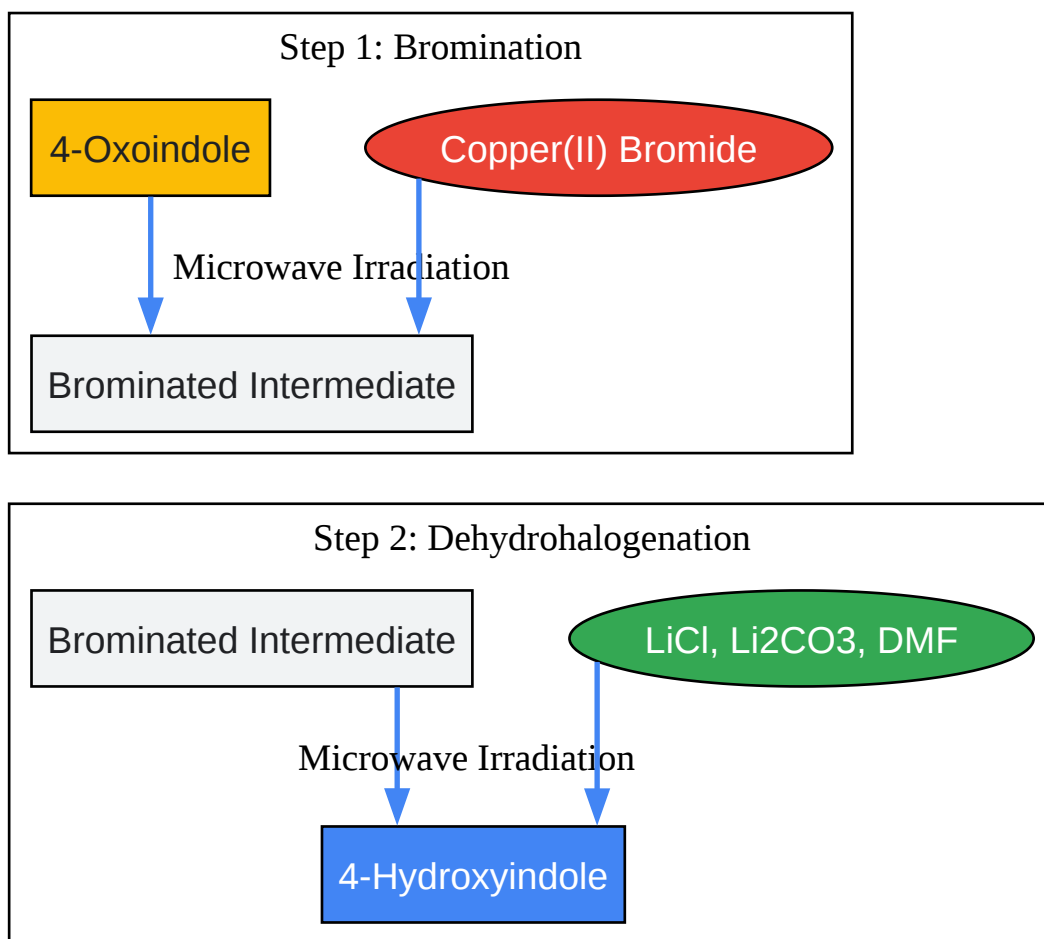 Step 1: Bromination
4-Oxoindole
Copper(II) Bromide
Microwave Irradiation
Brominated Intermediate
Step 2: Dehydrohalogenation
Brominated Intermediate
LiCl, Li2CO3, DMF
Microwave Irradiation
4-Hydroxyindole